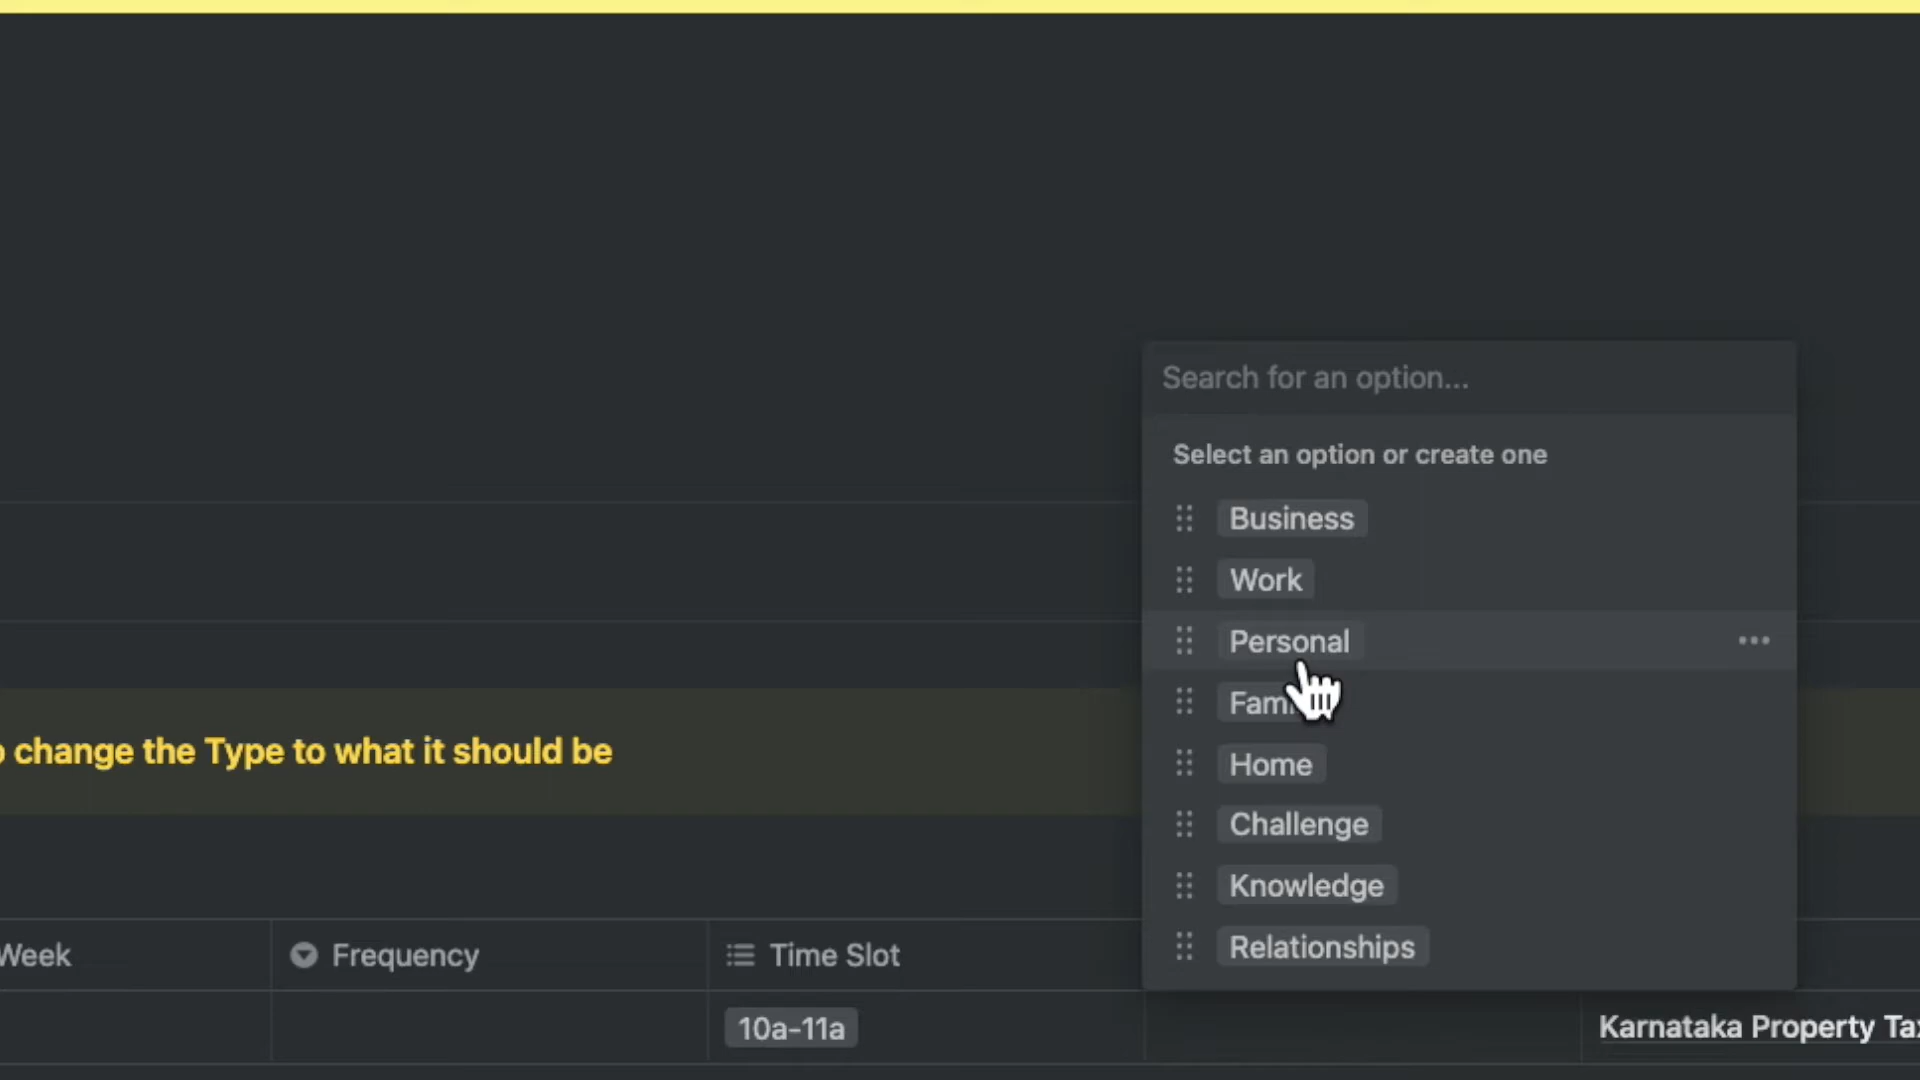 Search for an option...
Select an option or create one
Business
Work
Personal
Home
Challenge
Knowledge
Relationships
change the Type to what it should be
Week
Frequency
Time Slot
10a-11a
Karnataka Property